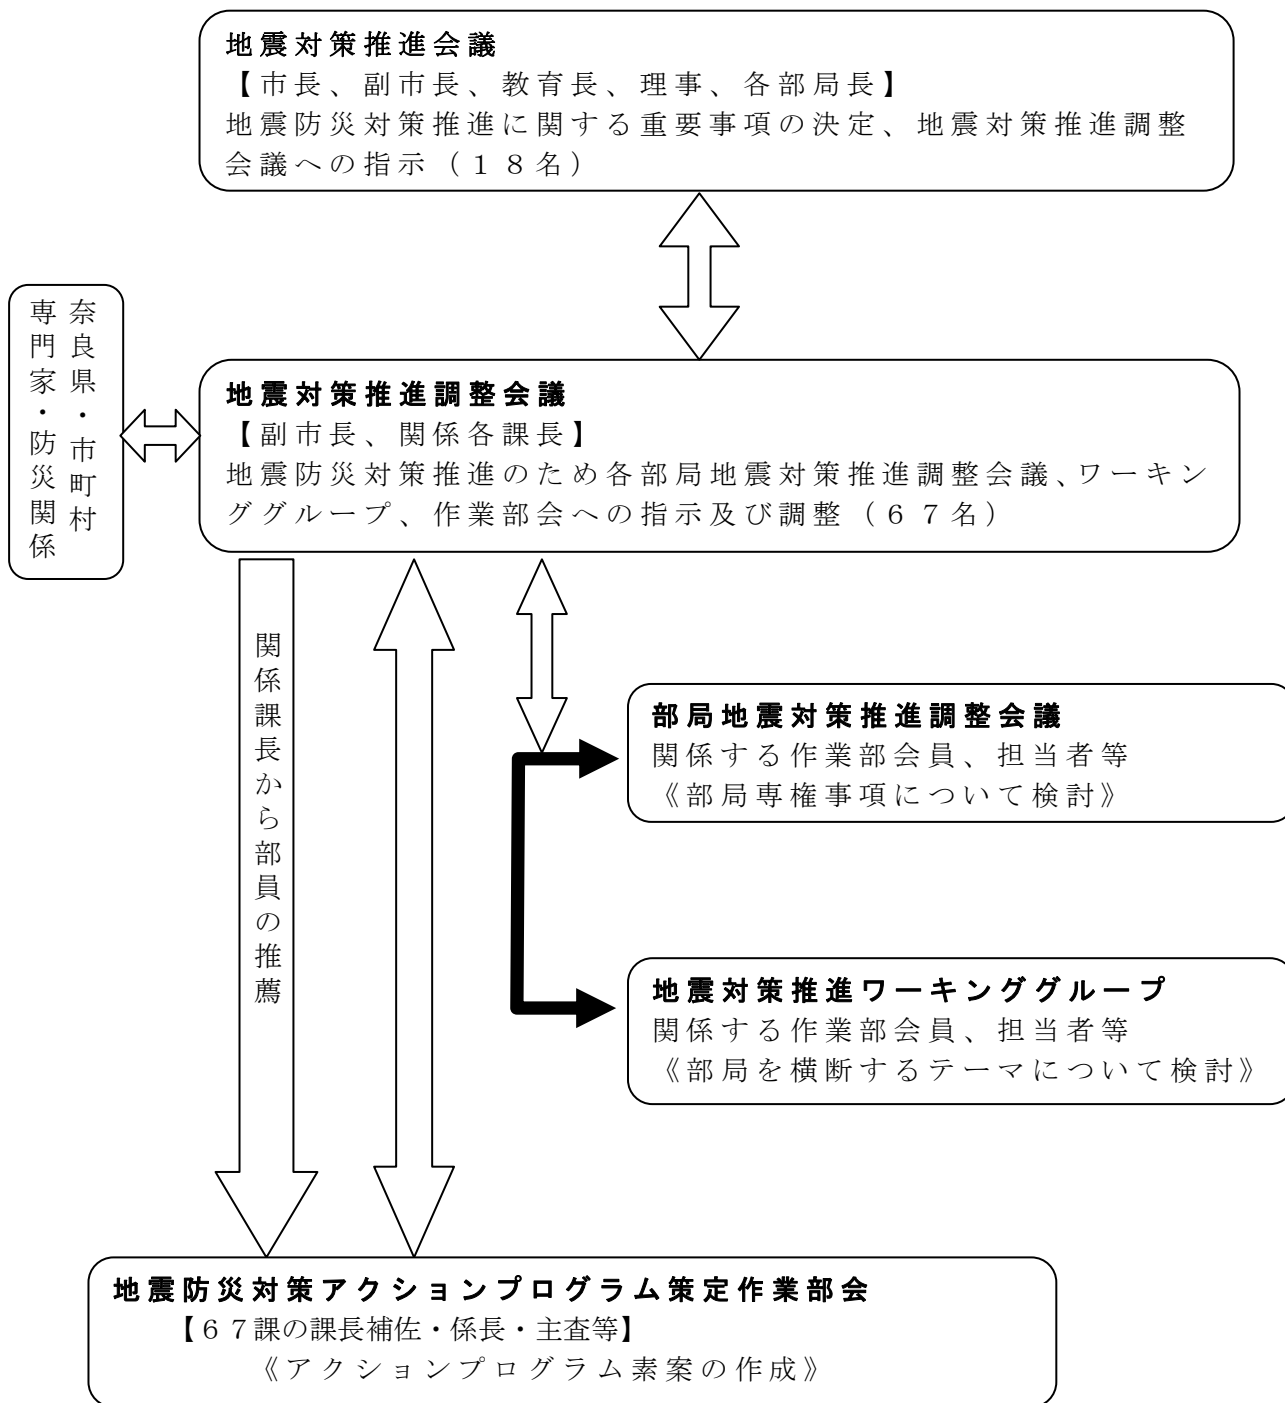 地震対策推進会議
【市長、副市長、教育長、理事、各部局長】
地震防災対策推進に関する重要事項の決定、地震対策推進調整
会議への指示（１８名）
奈良県・市町村
専門家・防災関係
地震対策推進調整会議
【副市長、関係各課長】
地震防災対策推進のため各部局地震対策推進調整会議、ワーキン
ググループ、作業部会への指示及び調整（６７名）
関係課長から部員の推薦
部局地震対策推進調整会議
関係する作業部会員、担当者等
《部局専権事項について検討》
地震対策推進ワーキンググループ
関係する作業部会員、担当者等
《部局を横断するテーマについて検討》
地震防災対策アクションプログラム策定作業部会
【６７課の課長補佐・係長・主査等】
《アクションプログラム素案の作成》